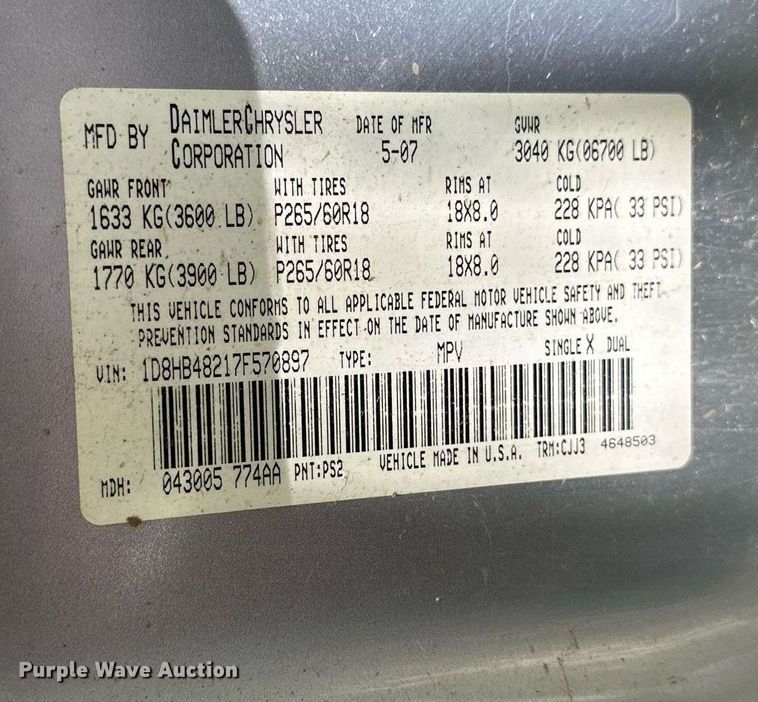 MFD BY DAIMLERCHRYSLER CORPORATION DATE OF MFR 5-07 GVWR 3040 KG(06700 LB)
GAWR FRONT WITH TIRES RIMS AT COLD
1633 KG(3600 LB) P265/60R18 18X8.0 228 KPA( 33 PSI)
GAWR REAR WITH TIRES RIMS AT COLD
1770 KG(3900 LB) P265/60R18 18X8.0 228 KPA( 33 PSI)
THIS VEHICLE CONFORMS TO ALL APPLICABLE FEDERAL MOTOR VEHICLE SAFETY AND THEFT
PREVENTION STANDARDS IN EFFECT ON THE DATE OF MANUFACTURE SHOWN ABOVE.
VIN: 1D8HB48217F570897 TYPE: MPV SINGLE X DUAL
MDH: 043005 774AA PNT:PS2 VEHICLE MADE IN U.S.A. TRM:CJJ3 4648503
Purple Wave Auction